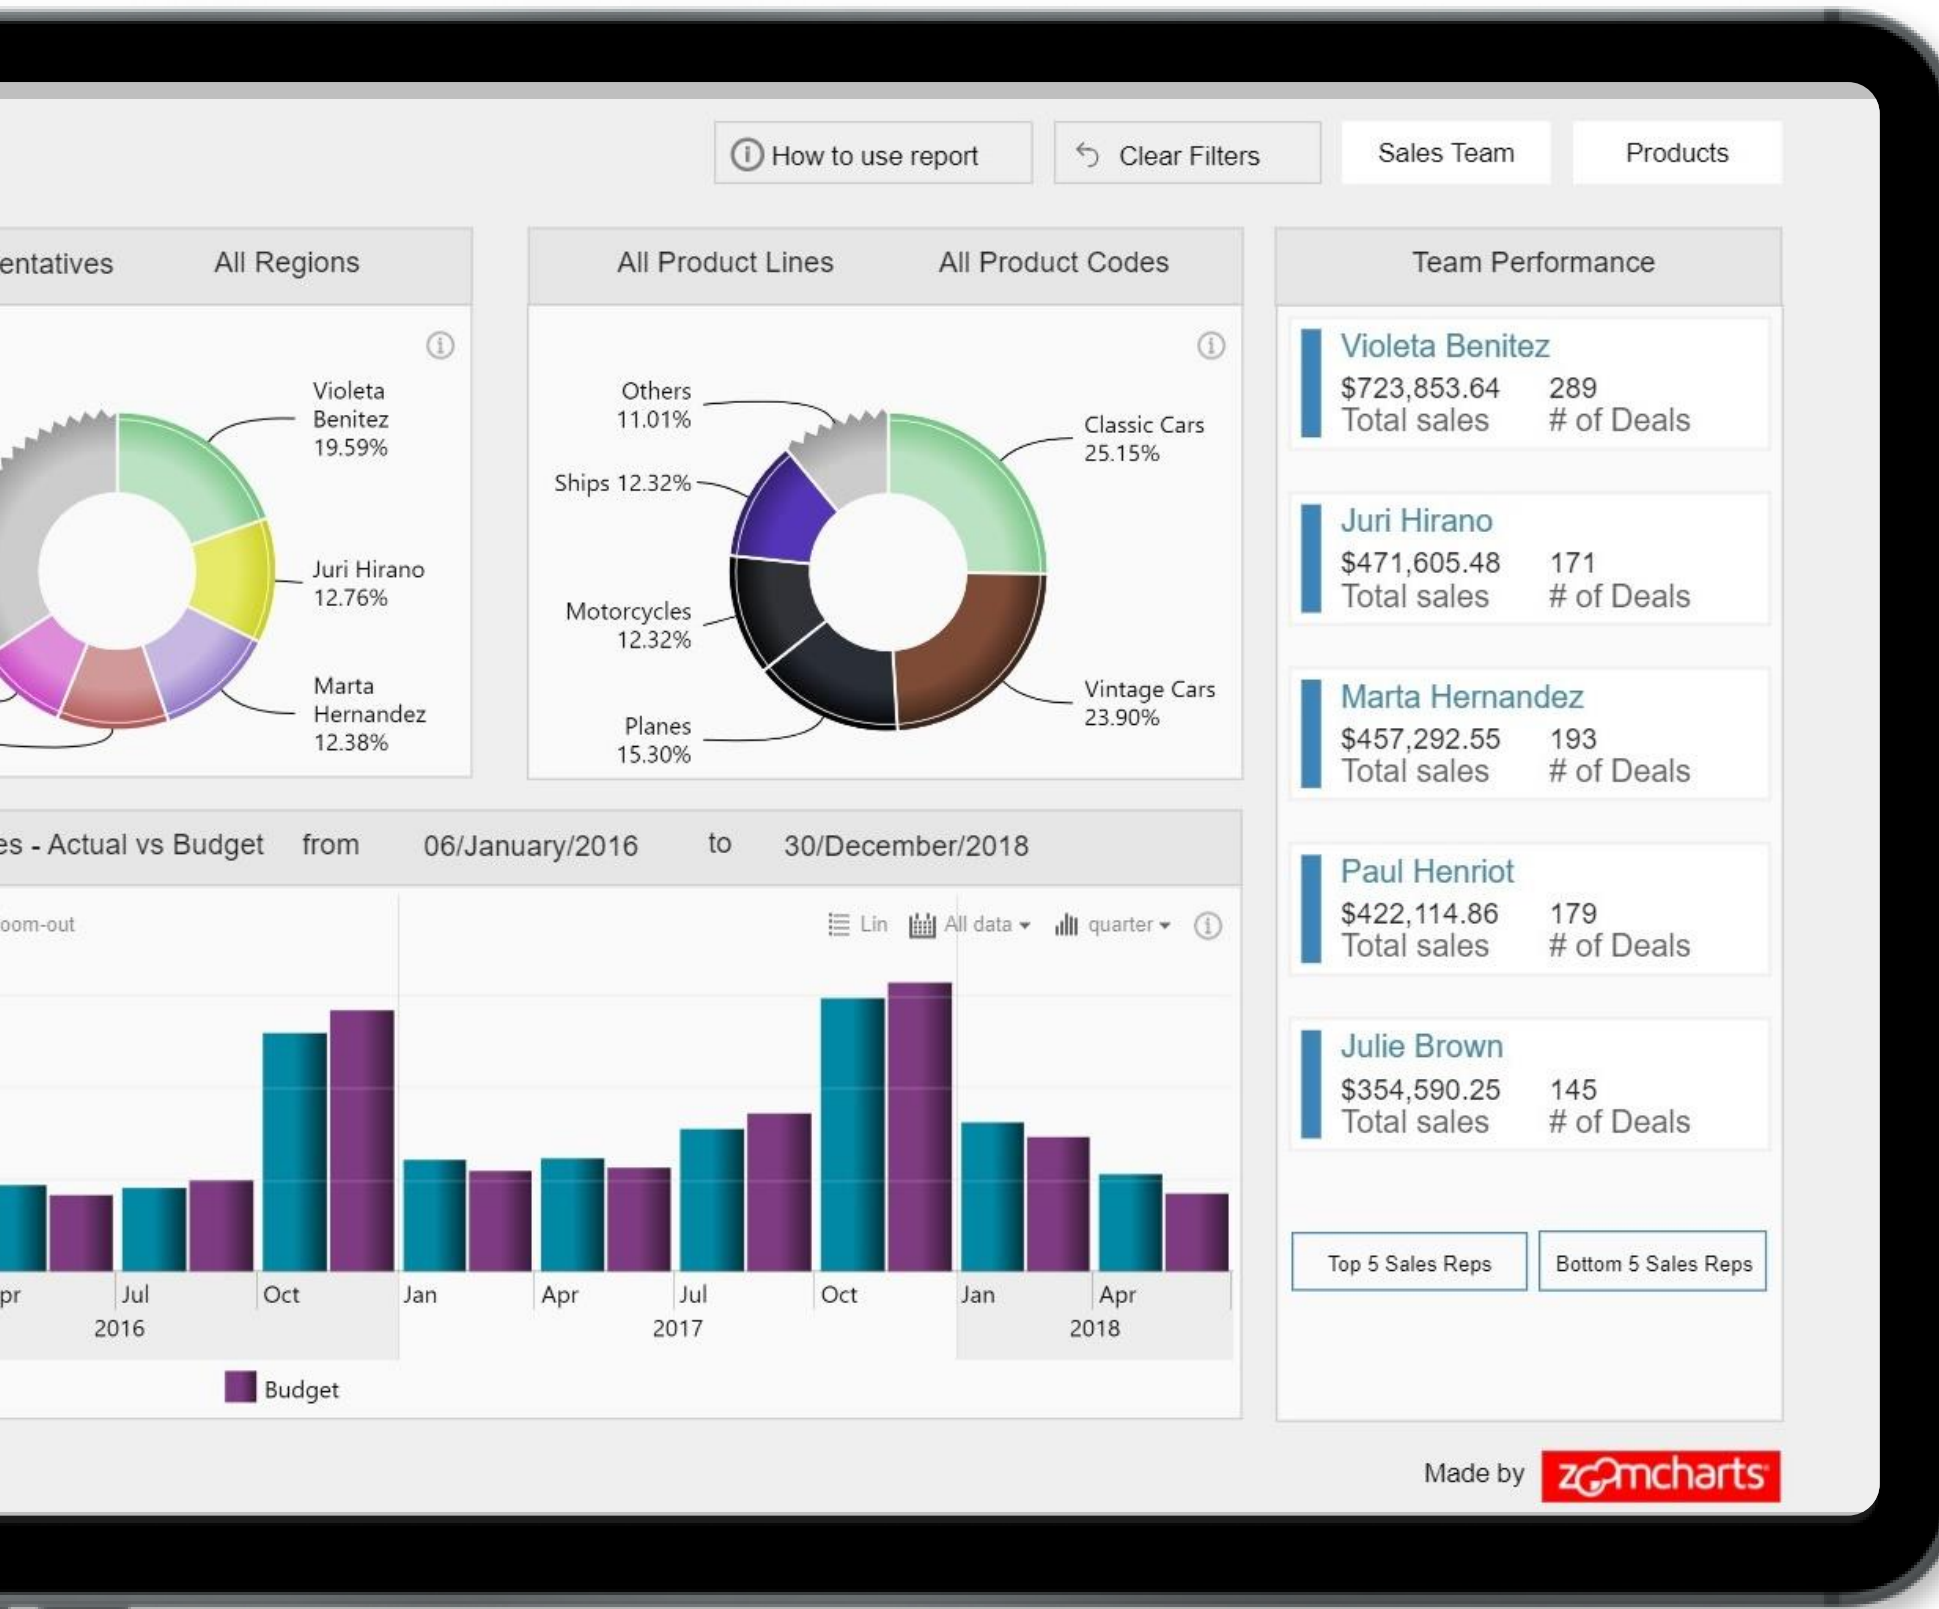 How to use report
Clear Filters
Sales Team
Products
entatives
All Regions
All Product Lines
All Product Codes
Team Performance
Violeta
Benitez
19.59%
Juri Hirano
12.76%
Marta
Hernandez
12.38%
Others
11.01%
Ships 12.32%
Motorcycles
12.32%
Planes
15.30%
Classic Cars
25.15%
Vintage Cars
23.90%
Violeta Benitez
$723,853.64 289
Total sales # of Deals
Juri Hirano
$471,605.48 171
Total sales # of Deals
Marta Hernandez
$457,292.55 193
Total sales # of Deals
Paul Henriot
$422,114.86 179
Total sales # of Deals
Julie Brown
$354,590.25 145
Total sales # of Deals
Top 5 Sales Reps
Bottom 5 Sales Reps
es - Actual vs Budget from 06/January/2016 to 30/December/2018
oom-out
Lin All data quarter
pr Jul Oct Jan Apr Jul Oct Jan Apr
2016 2017 2018
Budget
Made by zoomcharts